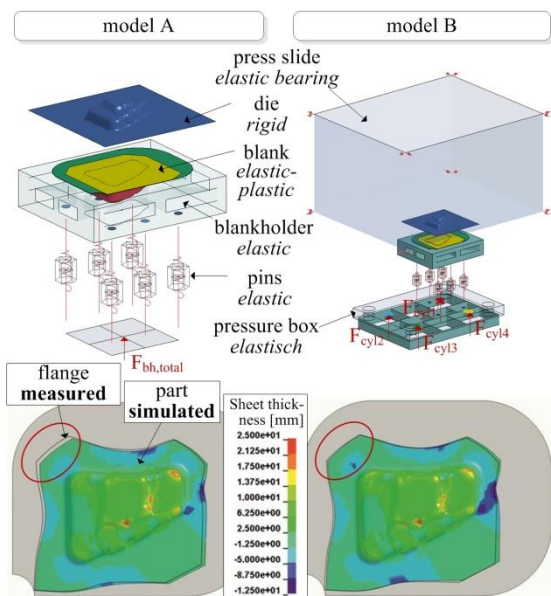 model A
model B
press slide
elastic bearing
die
rigid
blank
elastic-
plastic
blankholder
elastic
pins
elastic
pressure box
elastisch
F_bh,total
F_cyl1
F_cyl2
F_cyl3
F_cyl4
flange
measured
part
simulated
Sheet thick-
ness [mm]
2.500e+01
2.125e+01
1.750e+01
1.375e+01
1.000e+01
6.250e+00
2.500e+00
-1.250e+00
-5.000e+00
-8.750e+00
-1.250e+01